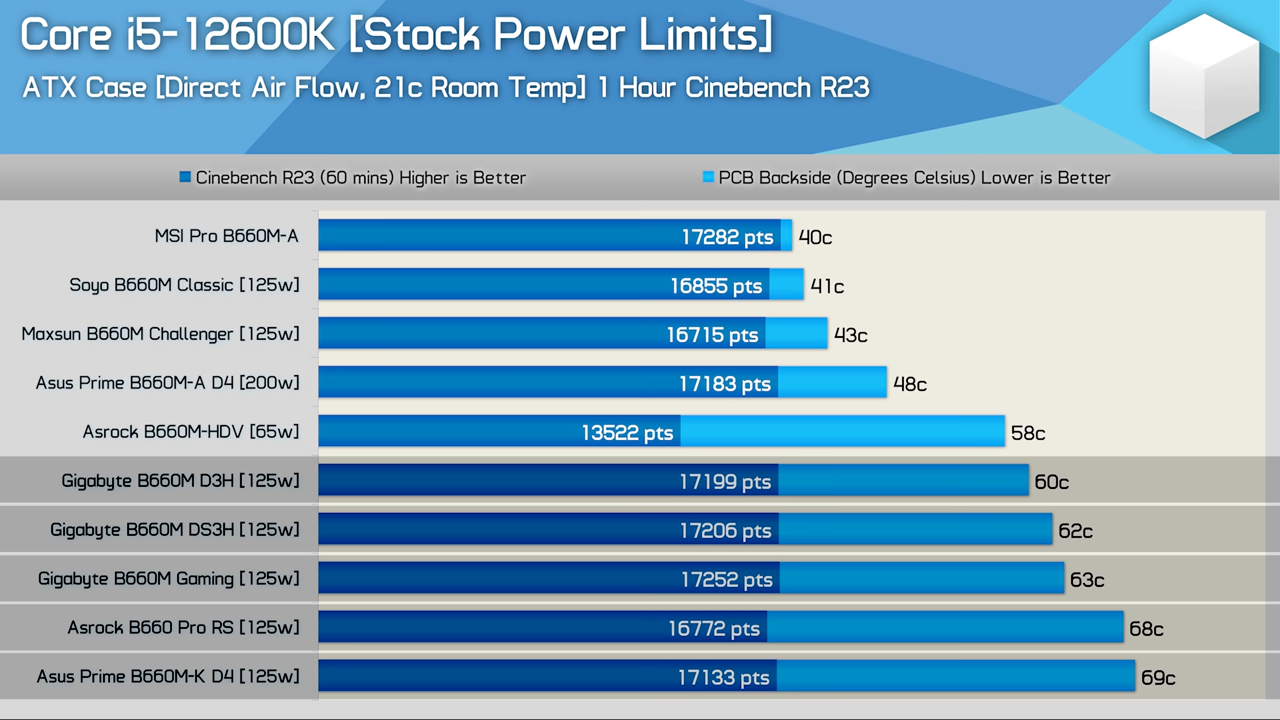 Core i5-12600K [Stock Power Limits]
ATX Case [Direct Air Flow, 21c Room Temp] 1 Hour Cinebench R23
Cinebench R23 (60 mins) Higher is Better
PCB Backside (Degrees Celsius) Lower is Better
MSI Pro B660M-A 17282 pts 40c
Soyo B660M Classic [125w] 16855 pts 41c
Maxsun B660M Challenger [125w] 16715 pts 43c
Asus Prime B660M-A D4 [200w] 17183 pts 48c
Asrock B660M-HDV [65w] 13522 pts 58c
Gigabyte B660M D3H [125w] 17199 pts 60c
Gigabyte B660M DS3H [125w] 17206 pts 62c
Gigabyte B660M Gaming [125w] 17252 pts 63c
Asrock B660 Pro RS [125w] 16772 pts 68c
Asus Prime B660M-K D4 [125w] 17133 pts 69c